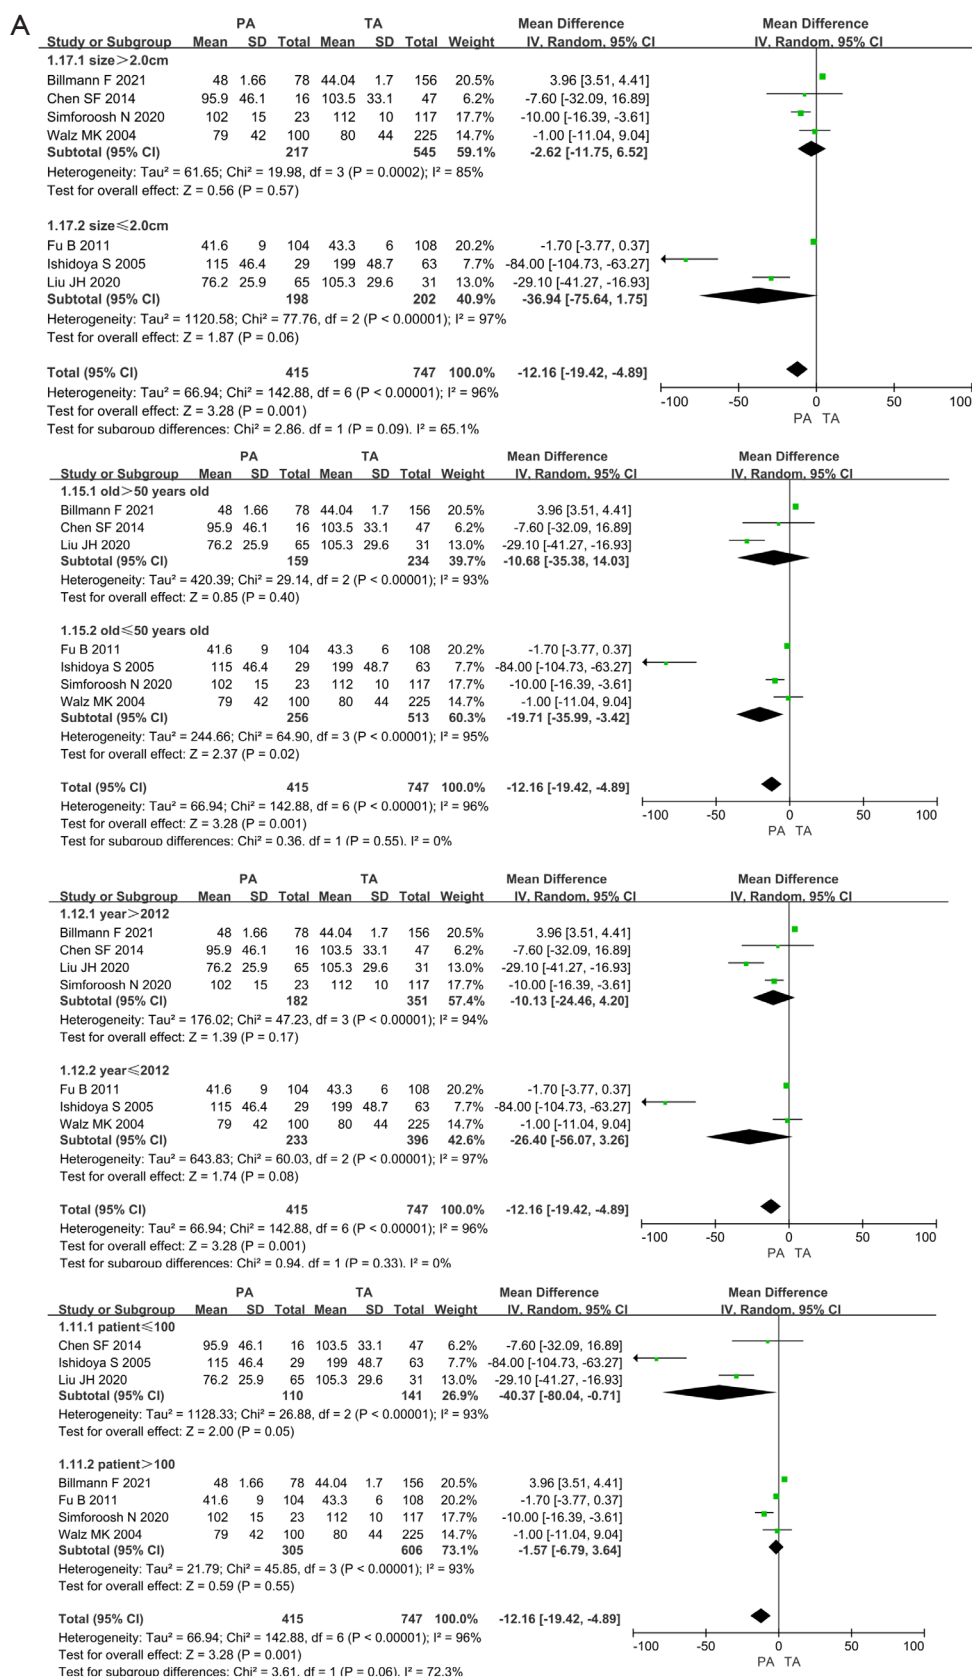 A
PA TA Mean Difference Mean Difference
Study or Subgroup Mean SD Total Mean SD Total Weight IV, Random, 95% CI IV, Random, 95% CI
1.17.1 size>2.0cm
Billmann F 2021 48 1.66 78 44.04 1.7 156 20.5% 3.96 [3.51, 4.41]
Chen SF 2014 95.9 46.1 16 103.5 33.1 47 6.2% -7.60 [-32.09, 16.89]
Simforoosh N 2020 102 15 23 112 10 117 17.7% -10.00 [-16.39, -3.61]
Walz MK 2004 79 42 100 80 44 225 14.7% -1.00 [-11.04, 9.04]
Subtotal (95% CI) 217 545 59.1% -2.62 [-11.75, 6.52]
Heterogeneity: Tau² = 61.65; Chi² = 19.98, df = 3 (P = 0.0002); I² = 85%
Test for overall effect: Z = 0.56 (P = 0.57)
1.17.2 size≤2.0cm
Fu B 2011 41.6 9 104 43.3 6 108 20.2% -1.70 [-3.77, 0.37]
Ishidoya S 2005 115 46.4 29 199 48.7 63 7.7% -84.00 [-104.73, -63.27]
Liu JH 2020 76.2 25.9 65 105.3 29.6 31 13.0% -29.10 [-41.27, -16.93]
Subtotal (95% CI) 198 202 40.9% -36.94 [-75.64, 1.75]
Heterogeneity: Tau² = 1120.58; Chi² = 77.76, df = 2 (P < 0.00001); I² = 97%
Test for overall effect: Z = 1.87 (P = 0.06)
Total (95% CI) 415 747 100.0% -12.16 [-19.42, -4.89]
Heterogeneity: Tau² = 66.94; Chi² = 142.88, df = 6 (P < 0.00001); I² = 96%
Test for overall effect: Z = 3.28 (P = 0.001)
Test for subgroup differences: Chi² = 2.86, df = 1 (P = 0.09), I² = 65.1%
-100 -50 0 50 100
PA TA
PA TA Mean Difference Mean Difference
Study or Subgroup Mean SD Total Mean SD Total Weight IV, Random, 95% CI IV, Random, 95% CI
1.15.1 old>50 years old
Billmann F 2021 48 1.66 78 44.04 1.7 156 20.5% 3.96 [3.51, 4.41]
Chen SF 2014 95.9 46.1 16 103.5 33.1 47 6.2% -7.60 [-32.09, 16.89]
Liu JH 2020 76.2 25.9 65 105.3 29.6 31 13.0% -29.10 [-41.27, -16.93]
Subtotal (95% CI) 159 234 39.7% -10.68 [-35.38, 14.03]
Heterogeneity: Tau² = 420.39; Chi² = 29.14, df = 2 (P < 0.00001); I² = 93%
Test for overall effect: Z = 0.85 (P = 0.40)
1.15.2 old≤50 years old
Fu B 2011 41.6 9 104 43.3 6 108 20.2% -1.70 [-3.77, 0.37]
Ishidoya S 2005 115 46.4 29 199 48.7 63 7.7% -84.00 [-104.73, -63.27]
Simforoosh N 2020 102 15 23 112 10 117 17.7% -10.00 [-16.39, -3.61]
Walz MK 2004 79 42 100 80 44 225 14.7% -1.00 [-11.04, 9.04]
Subtotal (95% CI) 256 513 60.3% -19.71 [-35.99, -3.42]
Heterogeneity: Tau² = 244.66; Chi² = 64.90, df = 3 (P < 0.00001); I² = 95%
Test for overall effect: Z = 2.37 (P = 0.02)
Total (95% CI) 415 747 100.0% -12.16 [-19.42, -4.89]
Heterogeneity: Tau² = 66.94; Chi² = 142.88, df = 6 (P < 0.00001); I² = 96%
Test for overall effect: Z = 3.28 (P = 0.001)
Test for subgroup differences: Chi² = 0.36, df = 1 (P = 0.55), I² = 0%
-100 -50 0 50 100
PA TA
PA TA Mean Difference Mean Difference
Study or Subgroup Mean SD Total Mean SD Total Weight IV, Random, 95% CI IV, Random, 95% CI
1.12.1 year>2012
Billmann F 2021 48 1.66 78 44.04 1.7 156 20.5% 3.96 [3.51, 4.41]
Chen SF 2014 95.9 46.1 16 103.5 33.1 47 6.2% -7.60 [-32.09, 16.89]
Liu JH 2020 76.2 25.9 65 105.3 29.6 31 13.0% -29.10 [-41.27, -16.93]
Simforoosh N 2020 102 15 23 112 10 117 17.7% -10.00 [-16.39, -3.61]
Subtotal (95% CI) 182 351 57.4% -10.13 [-24.46, 4.20]
Heterogeneity: Tau² = 176.02; Chi² = 47.23, df = 3 (P < 0.00001); I² = 94%
Test for overall effect: Z = 1.39 (P = 0.17)
1.12.2 year≤2012
Fu B 2011 41.6 9 104 43.3 6 108 20.2% -1.70 [-3.77, 0.37]
Ishidoya S 2005 115 46.4 29 199 48.7 63 7.7% -84.00 [-104.73, -63.27]
Walz MK 2004 79 42 100 80 44 225 14.7% -1.00 [-11.04, 9.04]
Subtotal (95% CI) 233 396 42.6% -26.40 [-56.07, 3.26]
Heterogeneity: Tau² = 643.83; Chi² = 60.03, df = 2 (P < 0.00001); I² = 97%
Test for overall effect: Z = 1.74 (P = 0.08)
Total (95% CI) 415 747 100.0% -12.16 [-19.42, -4.89]
Heterogeneity: Tau² = 66.94; Chi² = 142.88, df = 6 (P < 0.00001); I² = 96%
Test for overall effect: Z = 3.28 (P = 0.001)
Test for subgroup differences: Chi² = 0.94, df = 1 (P = 0.33), I² = 0%
-100 -50 0 50 100
PA TA
PA TA Mean Difference Mean Difference
Study or Subgroup Mean SD Total Mean SD Total Weight IV, Random, 95% CI IV, Random, 95% CI
1.11.1 patient≤100
Chen SF 2014 95.9 46.1 16 103.5 33.1 47 6.2% -7.60 [-32.09, 16.89]
Ishidoya S 2005 115 46.4 29 199 48.7 63 7.7% -84.00 [-104.73, -63.27]
Liu JH 2020 76.2 25.9 65 105.3 29.6 31 13.0% -29.10 [-41.27, -16.93]
Subtotal (95% CI) 110 141 26.9% -40.37 [-80.04, -0.71]
Heterogeneity: Tau² = 1128.33; Chi² = 26.88, df = 2 (P < 0.00001); I² = 93%
Test for overall effect: Z = 2.00 (P = 0.05)
1.11.2 patient>100
Billmann F 2021 48 1.66 78 44.04 1.7 156 20.5% 3.96 [3.51, 4.41]
Fu B 2011 41.6 9 104 43.3 6 108 20.2% -1.70 [-3.77, 0.37]
Simforoosh N 2020 102 15 23 112 10 117 17.7% -10.00 [-16.39, -3.61]
Walz MK 2004 79 42 100 80 44 225 14.7% -1.00 [-11.04, 9.04]
Subtotal (95% CI) 305 606 73.1% -1.57 [-6.79, 3.64]
Heterogeneity: Tau² = 21.79; Chi² = 45.85, df = 3 (P < 0.00001); I² = 93%
Test for overall effect: Z = 0.59 (P = 0.55)
Total (95% CI) 415 747 100.0% -12.16 [-19.42, -4.89]
Heterogeneity: Tau² = 66.94; Chi² = 142.88, df = 6 (P < 0.00001); I² = 96%
Test for overall effect: Z = 3.28 (P = 0.001)
Test for subgroup differences: Chi² = 3.61, df = 1 (P = 0.06), I² = 72.3%
-100 -50 0 50 100
PA TA